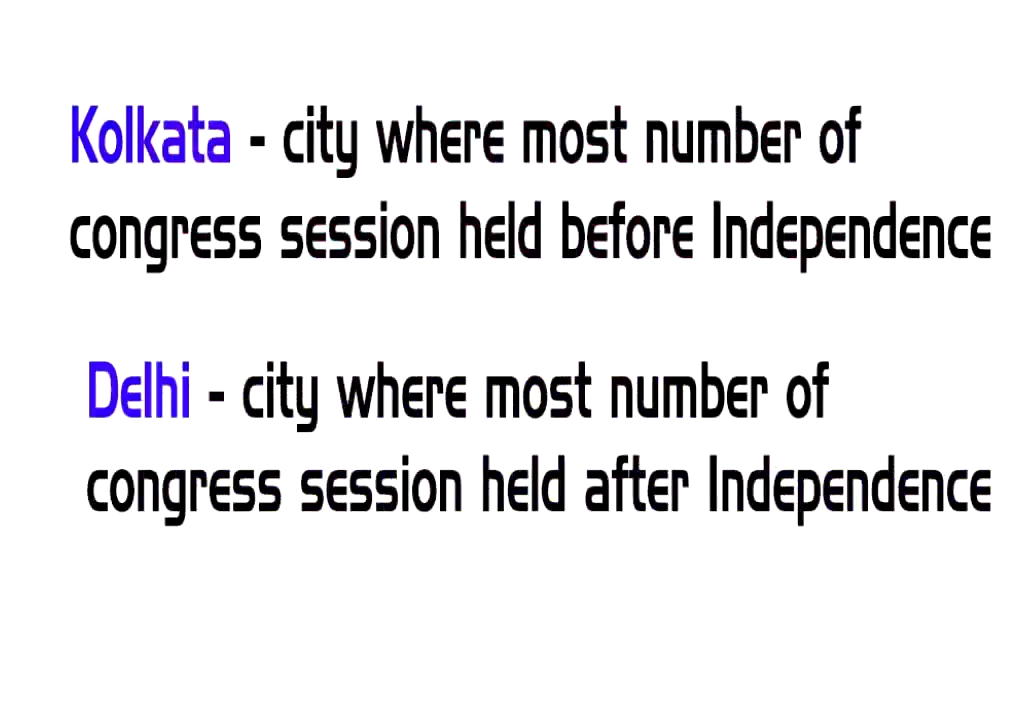 Kolkata - city where most number of
congress session held before Independence
Delhi - city where most number of
congress session held after Independence